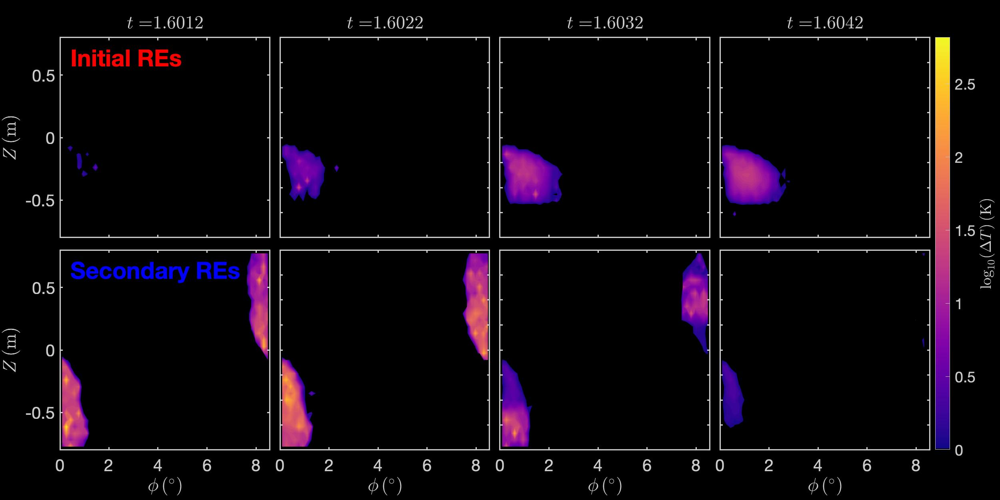 t =1.6012
t =1.6022
t =1.6032
t =1.6042
Initial REs
0.5
0
-0.5
Z (m)
Secondary REs
0.5
0
-0.5
Z (m)
0 2 4 6 8
0 2 4 6 8
0 2 4 6 8
0 2 4 6 8
ϕ (°)
ϕ (°)
ϕ (°)
ϕ (°)
2.5
2
1.5
1
0.5
0
log₁₀(ΔT) (K)